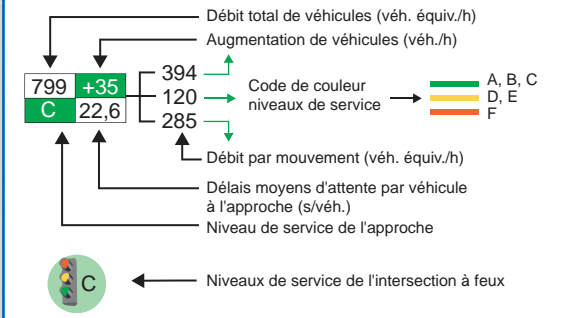 Débit total de véhicules (véh. équiv./h)
Augmentation de véhicules (véh./h)
799 +35
C 22,6
394
120
285
Code de couleur
niveaux de service
A, B, C
D, E
F
Débit par mouvement (véh. équiv./h)
Délais moyens d'attente par véhicule
à l'approche (s/véh.)
Niveau de service de l'approche
C
Niveaux de service de l'intersection à feux